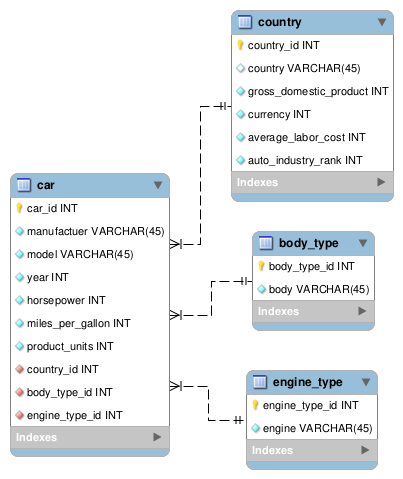 country
country_id INT
country VARCHAR(45)
gross_domestic_product INT
currency INT
average_labor_cost INT
auto_industry_rank INT
Indexes
car
car_id INT
manufactuer VARCHAR(45)
model VARCHAR(45)
year INT
horsepower INT
miles_per_gallon INT
product_units INT
country_id INT
body_type_id INT
engine_type_id INT
Indexes
body_type
body_type_id INT
body VARCHAR(45)
Indexes
engine_type
engine_type_id INT
engine VARCHAR(45)
Indexes